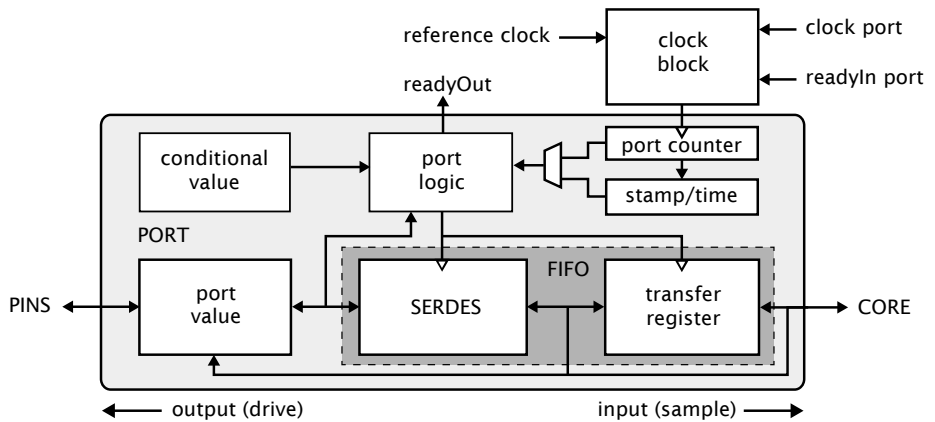 reference clock
clock
block
clock port
readyIn port
readyOut
conditional
value
port
logic
port counter
stamp/time
PORT
FIFO
PINS
port
value
SERDES
transfer
register
CORE
output (drive)
input (sample)